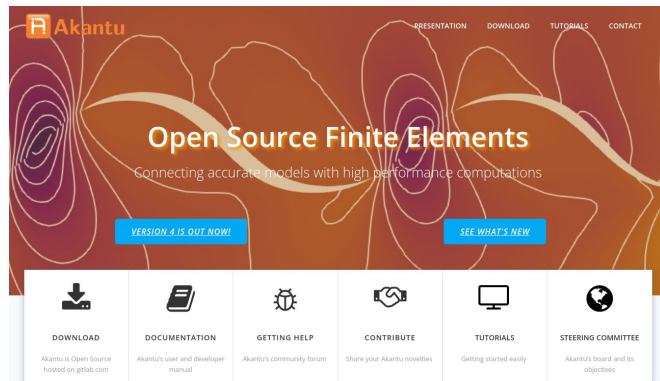 Akantu
PRESENTATION DOWNLOAD TUTORIALS CONTACT
Open Source Finite Elements
Connecting accurate models with high performance computations
VERSION 4 IS OUT NOW!
SEE WHAT'S NEW
DOWNLOAD
Akantu is Open Source
hosted on gitlab.com
DOCUMENTATION
Akantu's user and developer
manual
GETTING HELP
Akantu's community forum
CONTRIBUTE
Share your Akantu novelties
TUTORIALS
Getting started easily
STEERING COMMITTEE
Akantu's board and its
objectives